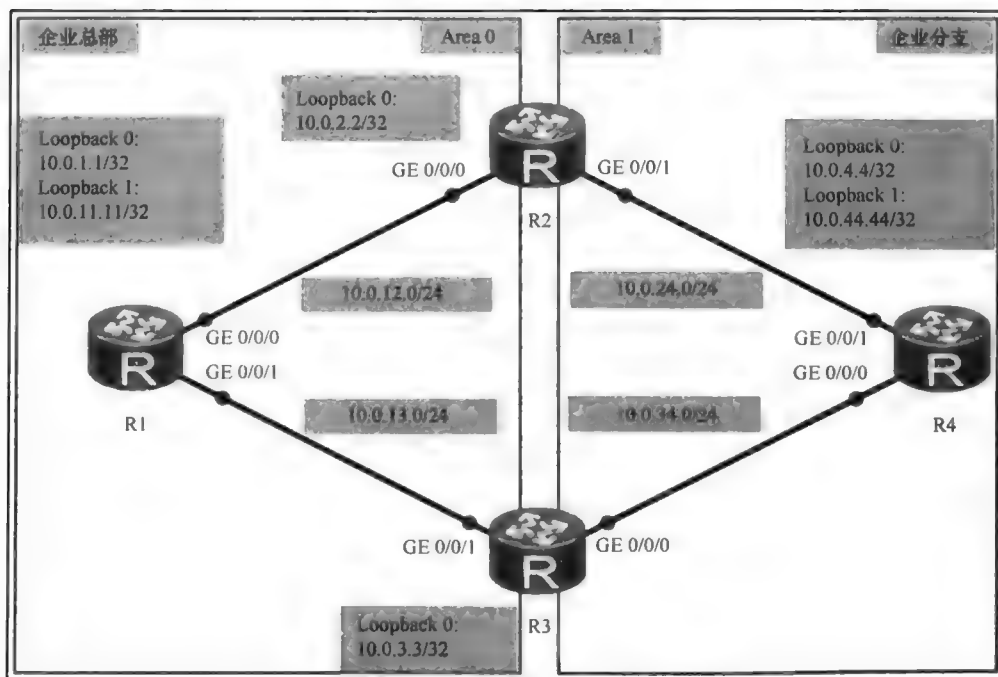 企业总部
Area 0
Area 1
企业分支
Loopback 0:
10.0.2.2/32
Loopback 0:
10.0.1.1/32
Loopback 1:
10.0.11.11/32
Loopback 0:
10.0.4.4/32
Loopback 1:
10.0.44.44/32
GE 0/0/0
R
GE 0/0/1
R2
10.0.12.0/24
10.0.24.0/24
GE 0/0/0
GE 0/0/1
R
GE 0/0/1
GE 0/0/0
R
R1
10.0.13.0/24
10.0.34.0/24
R4
GE 0/0/1
R
GE 0/0/0
R3
Loopback 0:
10.0.3.3/32